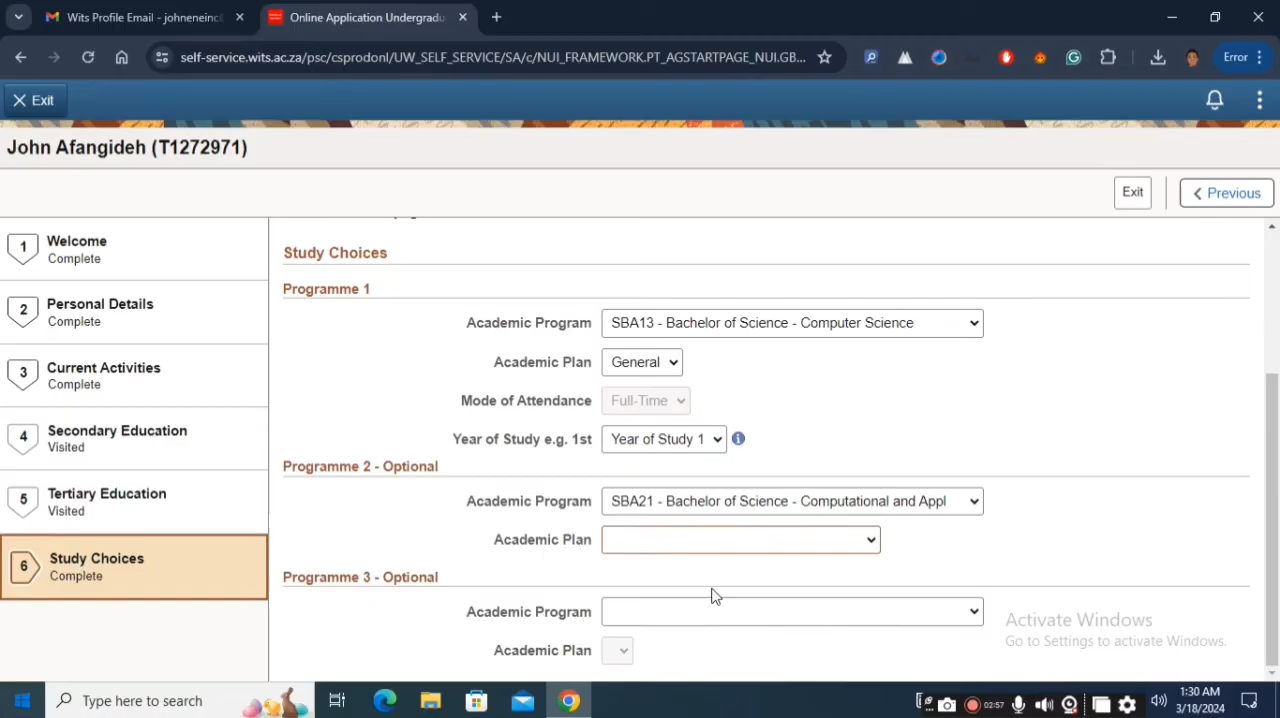 Wits Profile Email - johneneinc
Online Application Undergradu
self-service.wits.ac.za/psc/csprodonl/UW_SELF_SERVICE/SA/c/NUI_FRAMEWORK.PT_AGSTARTPAGE_NUI.GB...
Error
Exit
John Afangideh (T1272971)
Exit
Previous
1
Welcome
Complete
2
Personal Details
Complete
3
Current Activities
Complete
4
Secondary Education
Visited
5
Tertiary Education
Visited
6
Study Choices
Complete
Study Choices
Programme 1
Academic Program SBA13 - Bachelor of Science - Computer Science
Academic Plan General
Mode of Attendance Full-Time
Year of Study e.g. 1st Year of Study 1
Programme 2 - Optional
Academic Program SBA21 - Bachelor of Science - Computational and Appl
Academic Plan
Programme 3 - Optional
Academic Program
Academic Plan
Activate Windows
Go to Settings to activate Windows.
Type here to search
02:57
1:30 AM
3/18/2024